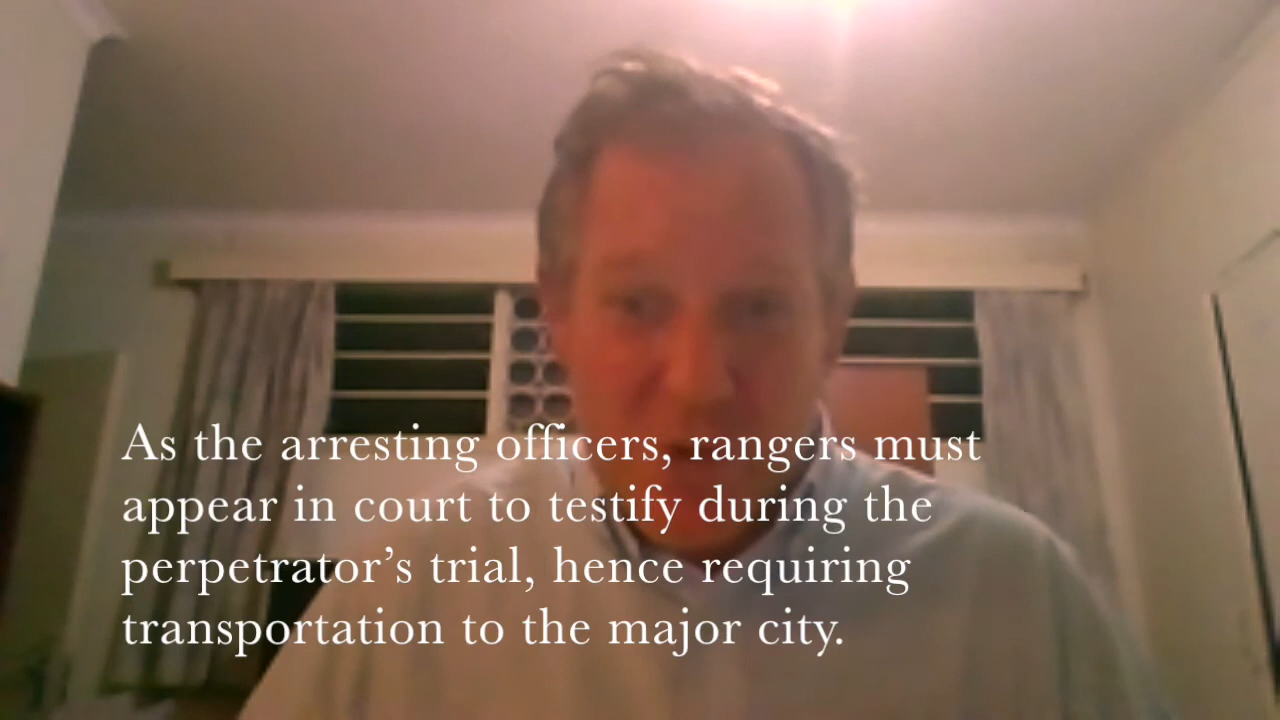 As the arresting officers, rangers must
appear in court to testify during the
perpetrator’s trial, hence requiring
transportation to the major city.